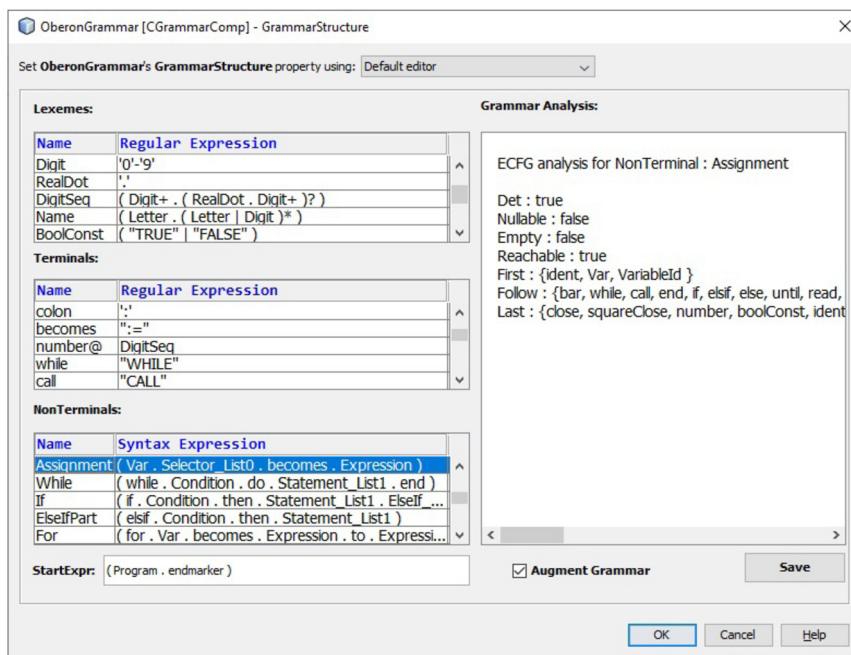 OberonGrammar [CGrammarComp] - GrammarStructure
Set OberonGrammar's GrammarStructure property using: Default editor
Lexemes:
Name Regular Expression
Digit '0'-'9'
RealDot '.'
DigitSeq ( Digit+ . ( RealDot . Digit+ )? )
Name ( Letter . ( Letter | Digit )* )
BoolConst ( "TRUE" | "FALSE" )
Terminals:
Name Regular Expression
colon ':'
becomes ":="
number@ DigitSeq
while "WHILE"
call "CALL"
NonTerminals:
Name Syntax Expression
Assignment ( Var . Selector_List0 . becomes . Expression )
While ( while . Condition . do . Statement_List1 . end )
If ( if . Condition . then . Statement_List1 . ElseIf_...
ElseIfPart ( elsif . Condition . then . Statement_List1 )
For ( for . Var . becomes . Expression . to . Expressi...
StartExpr: ( Program . endmarker )
Grammar Analysis:
ECFG analysis for NonTerminal : Assignment
Det : true
Nullable : false
Empty : false
Reachable : true
First : {ident, Var, VariableId }
Follow : {bar, while, call, end, if, elsif, else, until, read,
Last : {close, squareClose, number, boolConst, ident
Augment Grammar
Save
OK Cancel Help